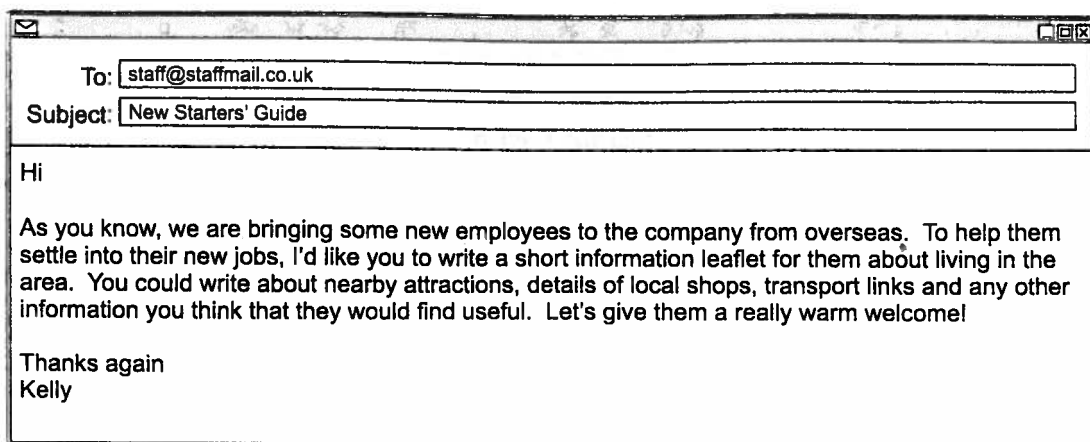 To: staff@staffmail.co.uk
Subject: New Starters' Guide
Hi
As you know, we are bringing some new employees to the company from overseas. To help them
settle into their new jobs, I'd like you to write a short information leaflet for them about living in the
area. You could write about nearby attractions, details of local shops, transport links and any other
information you think that they would find useful. Let's give them a really warm welcome!
Thanks again
Kelly